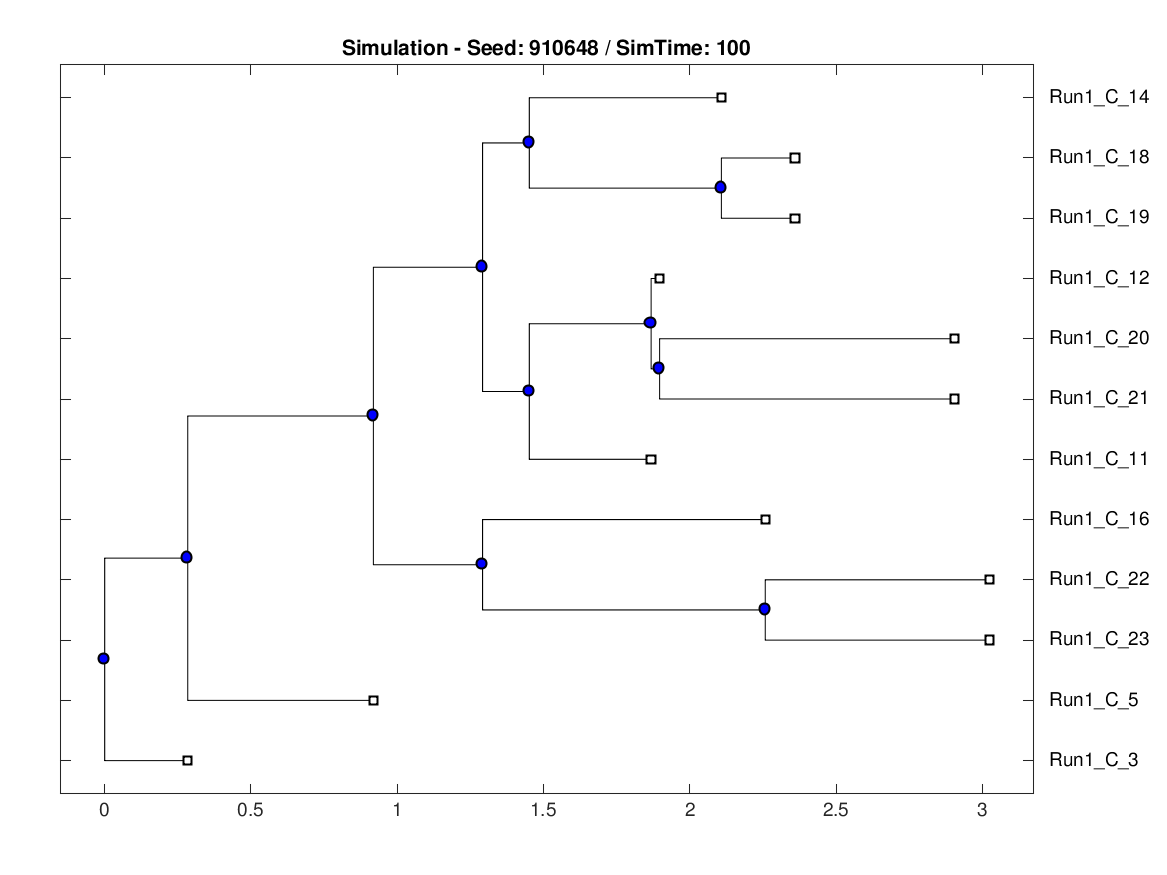 Simulation - Seed: 910648 / SimTime: 100
Run1_C_14
Run1_C_18
Run1_C_19
Run1_C_12
Run1_C_20
Run1_C_21
Run1_C_11
Run1_C_16
Run1_C_22
Run1_C_23
Run1_C_5
Run1_C_3
0 0.5 1 1.5 2 2.5 3